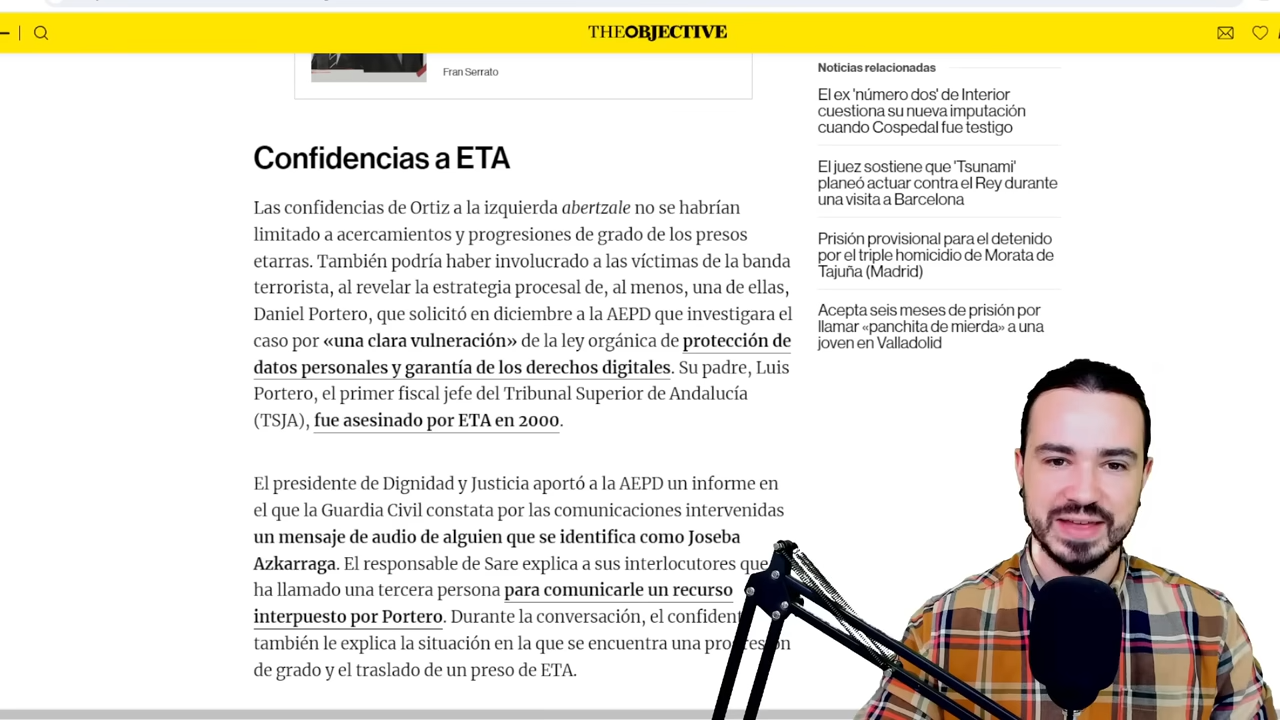 THEOBJECTIVE
Fran Serrato
Confidencias a ETA
Las confidencias de Ortiz a la izquierda abertzale no se habrían
limitado a acercamientos y progresiones de grado de los presos
etarras. También podría haber involucrado a las víctimas de la banda
terrorista, al revelar la estrategia procesal de, al menos, una de ellas,
Daniel Portero, que solicitó en diciembre a la AEPD que investigara el
caso por «una clara vulneración» de la ley orgánica de protección de
datos personales y garantía de los derechos digitales. Su padre, Luis
Portero, el primer fiscal jefe del Tribunal Superior de Andalucía
(TSJA), fue asesinado por ETA en 2000.
El presidente de Dignidad y Justicia aportó a la AEPD un informe en
el que la Guardia Civil constata por las comunicaciones intervenidas
un mensaje de audio de alguien que se identifica como Joseba
Azkarraga. El responsable de Sare explica a sus interlocutores que
ha llamado una tercera persona para comunicarle un recurso
interpuesto por Portero. Durante la conversación, el confident
también le explica la situación en la que se encuentra una progresión
de grado y el traslado de un preso de ETA.
Noticias relacionadas
El ex 'número dos' de Interior
cuestiona su nueva imputación
cuando Cospedal fue testigo
El juez sostiene que 'Tsunami'
planeó actuar contra el Rey durante
una visita a Barcelona
Prisión provisional para el detenido
por el triple homicidio de Morata de
Tajuña (Madrid)
Acepta seis meses de prisión por
llamar «panchita de mierda» a una
joven en Valladolid